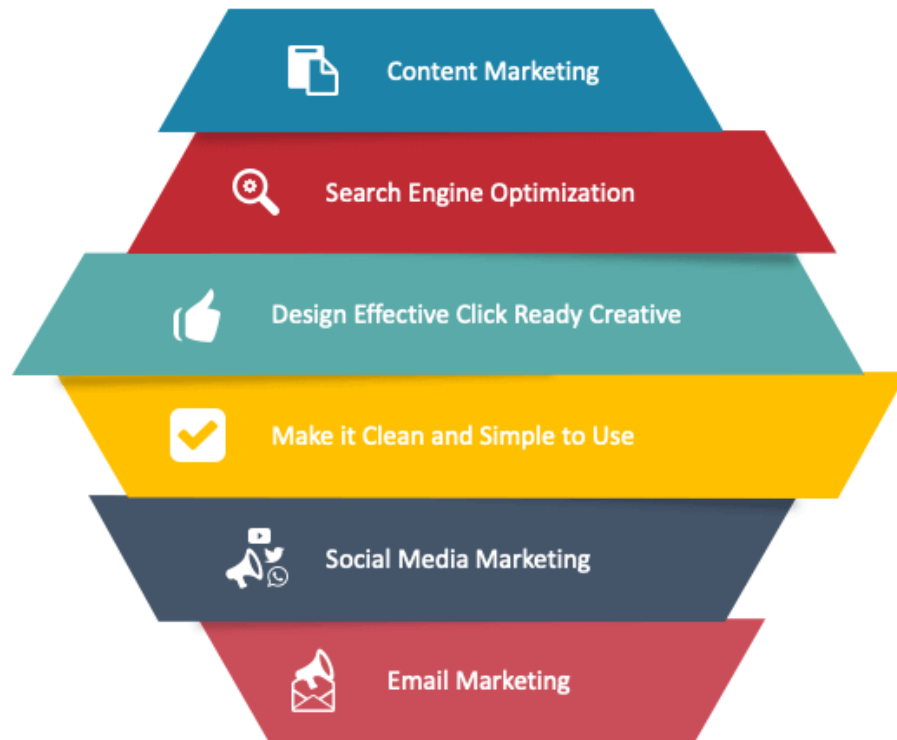 Content Marketing
Search Engine Optimization
Design Effective Click Ready Creative
Make it Clean and Simple to Use
Social Media Marketing
Email Marketing